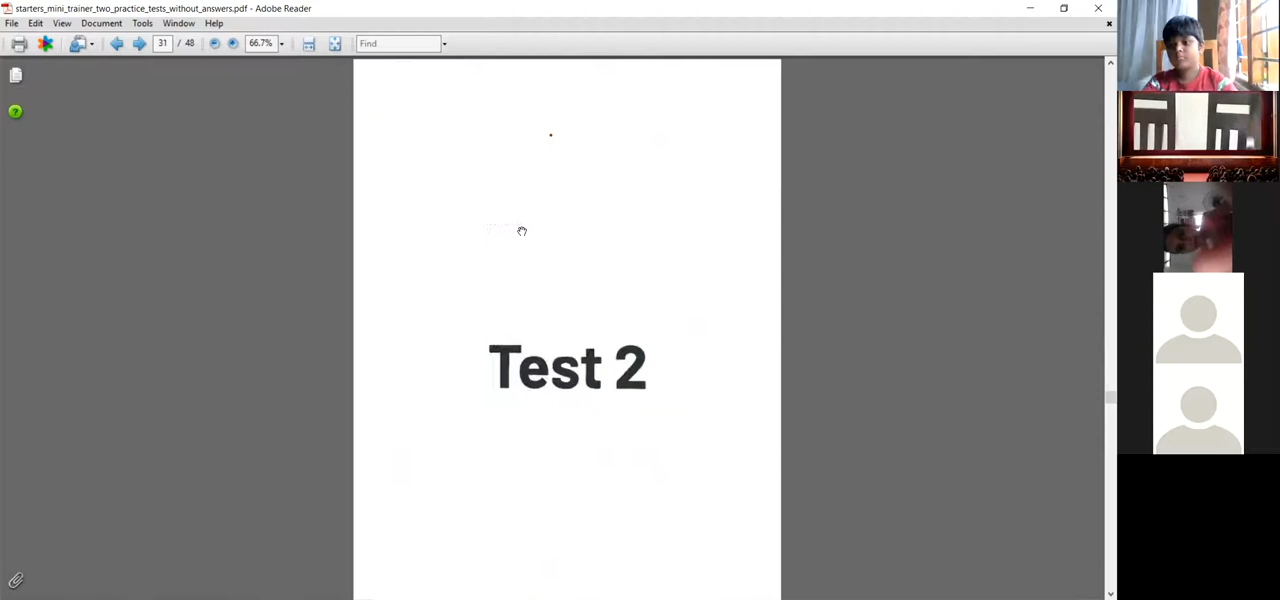 starters_mini_trainer_two_practice_tests_without_answers.pdf - Adobe Reader
File Edit View Document Tools Window Help
31 / 48 66.7% Find
Test 2